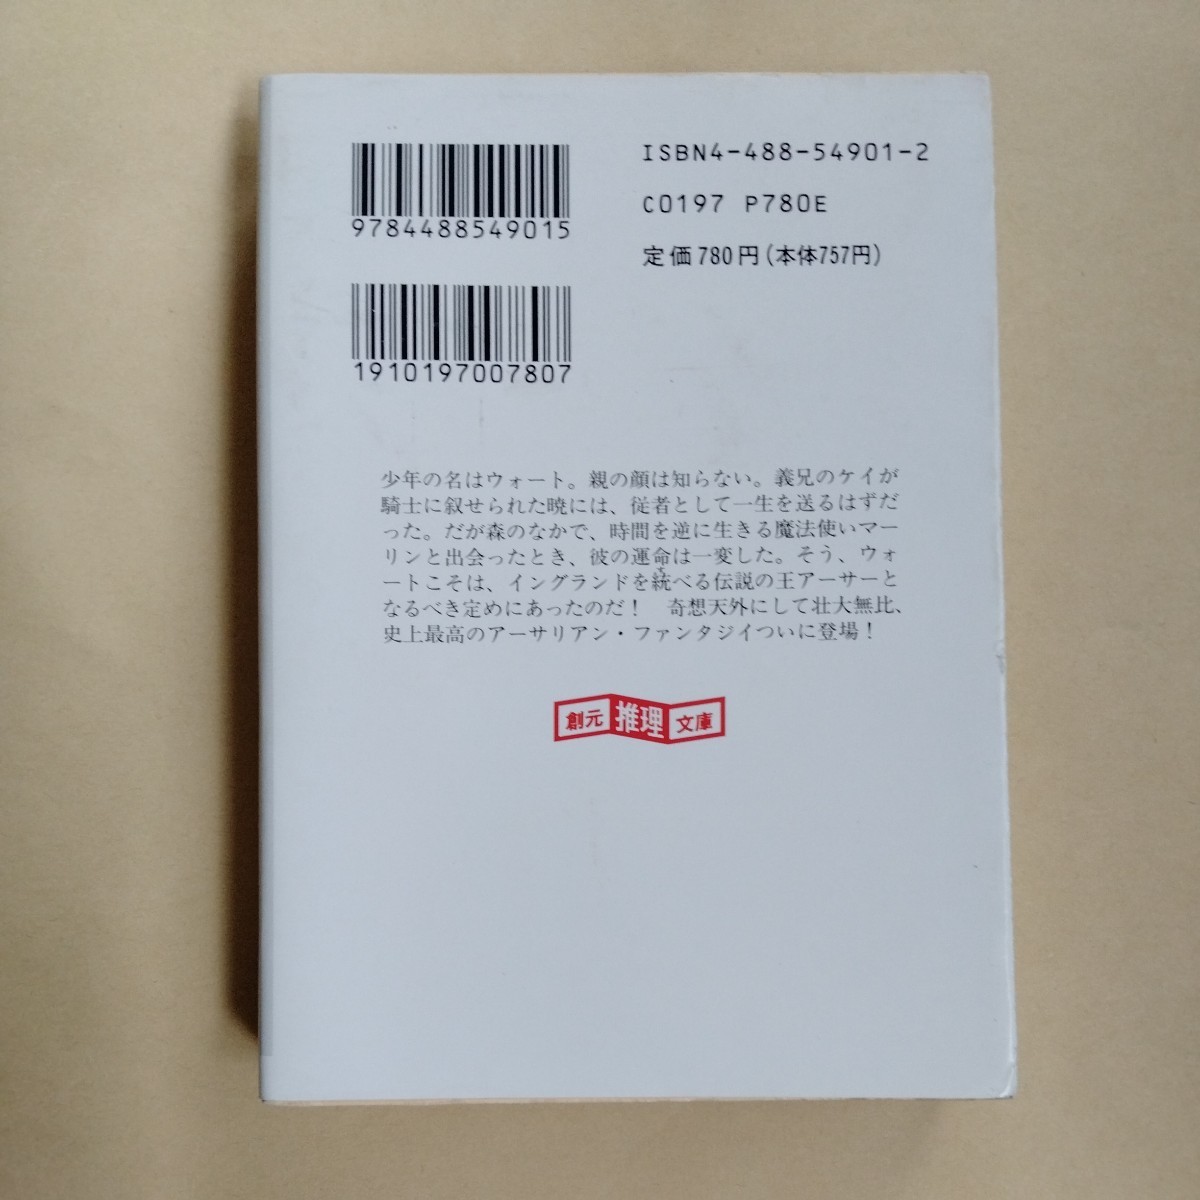 ISBN4-488-54901-2
9784488549015
C0197 P780E
定価780円(本体757円)
1910197007807
少年の名はウォート。親の顔は知らない。義兄のケイが
騎士に叙せられた暁には、従者として一生を送るはずだ
った。だが森のなかで、時間を逆に生きる魔法使いマー
リンと出会ったとき、彼の運命は一変した。そう、ウォ
ートこそは、イングランドを統べる伝説の王アーサーと
なるべき定めにあったのだ！ 奇想天外にして壮大無比、
史上最高のアーサリアン・ファンタジイついに登場！
創元推理文庫